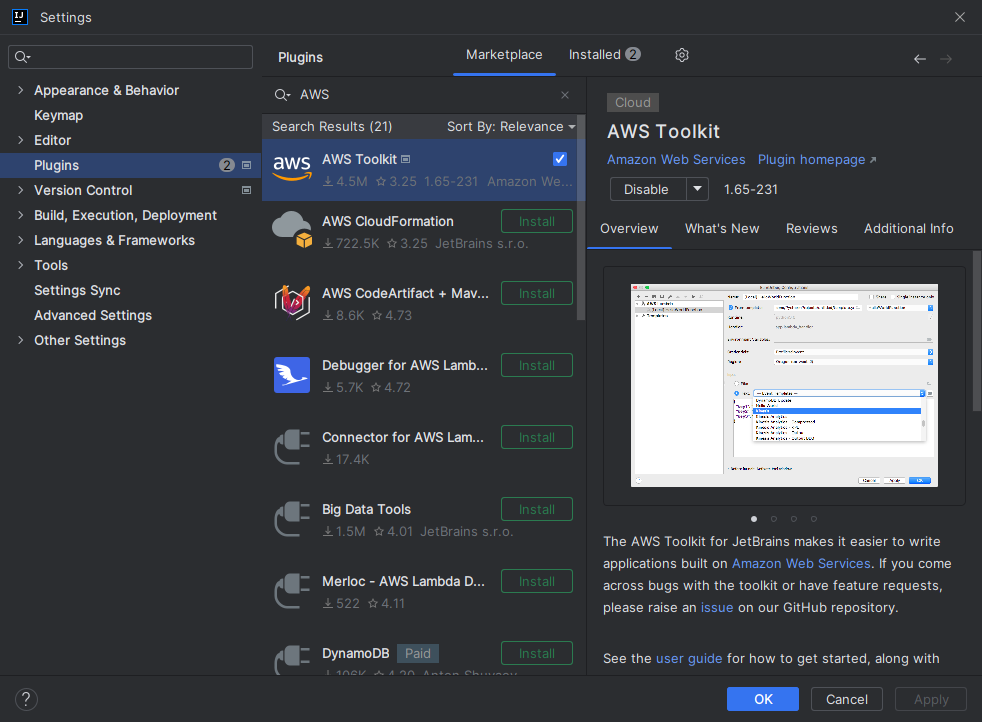 Settings
Plugins
Marketplace
Installed 2
Appearance & Behavior
Keymap
Editor
Plugins 2
Version Control
Build, Execution, Deployment
Languages & Frameworks
Tools
Settings Sync
Advanced Settings
Other Settings
AWS
Search Results (21) Sort By: Relevance
aws
AWS Toolkit
4.5M 3.25 1.65-231 Amazon We...
AWS CloudFormation Install
722.5K 3.25 JetBrains s.r.o.
AWS CodeArtifact + Mav... Install
8.6K 4.73
Debugger for AWS Lamb... Install
5.7K 4.72
Connector for AWS Lam... Install
17.4K
Big Data Tools Install
1.5M 4.01 JetBrains s.r.o.
Merloc - AWS Lambda D... Install
522 4.11
DynamoDB Paid Install
Cloud
AWS Toolkit
Amazon Web Services Plugin homepage
Disable 1.65-231
Overview What's New Reviews Additional Info
The AWS Toolkit for JetBrains makes it easier to write
applications built on Amazon Web Services. If you come
across bugs with the toolkit or have feature requests,
please raise an issue on our GitHub repository.
See the user guide for how to get started, along with
?
OK Cancel Apply